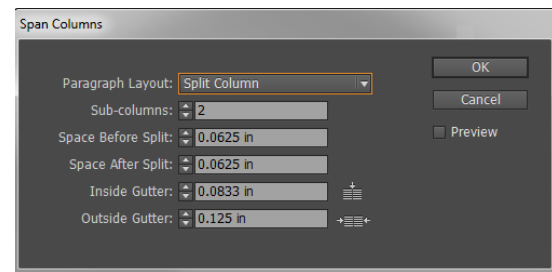 Span Columns
Paragraph Layout: Split Column
OK
Sub-columns: 2
Cancel
Space Before Split: 0.0625 in
Preview
Space After Split: 0.0625 in
Inside Gutter: 0.0833 in
Outside Gutter: 0.125 in